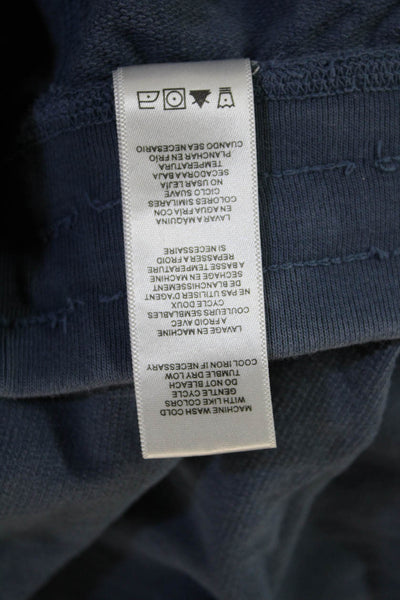 MACHINE WASH COLD
WITH LIKE COLORS
GENTLE CYCLE
DO NOT BLEACH
TUMBLE DRY LOW
COOL IRON IF NECESSARY
LAVAGE EN MACHINE
A FROID AVEC
COULEURS SEMBLABLES
CYCLE DOUX
NE PAS UTILISER D'AGENT
DE BLANCHISSEMENT
SECHAGE EN MACHINE
A BASSE TEMPERATURE
REPASSER A FROID
SI NECESSAIRE
LAVAR A MÁQUINA
EN AGUA FRÍA CON
COLORES SIMILARES
CICLO SUAVE
NO USAR LEJÍA
SECADORA A BAJA
TEMPERATURA
PLANCHAR EN FRÍO
CUANDO SEA NECESARIO